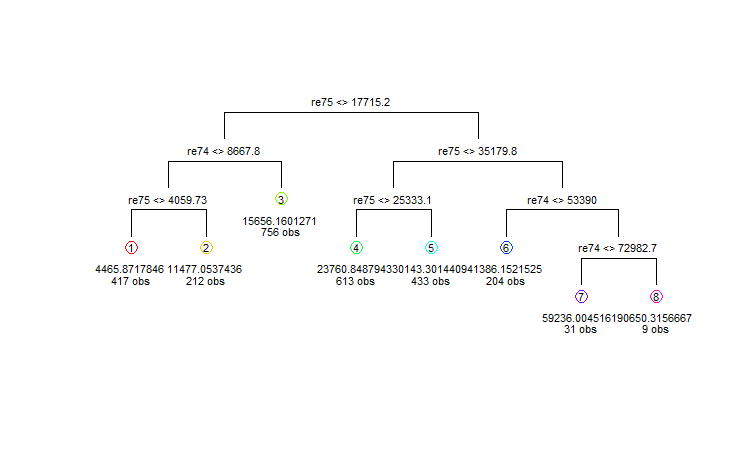 re75 <> 17715.2
re74 <> 8667.8
re75 <> 35179.8
re75 <> 4059.73
3
re75 <> 25333.1
re74 <> 53390
15656.1601271
756 obs
1
2
4
5
6
re74 <> 72982.7
4465.8717846 11477.0537436
417 obs
212 obs
23760.848794330143.301440941386.1521525
613 obs
433 obs
204 obs
7
8
59236.004516190650.3156667
31 obs
9 obs